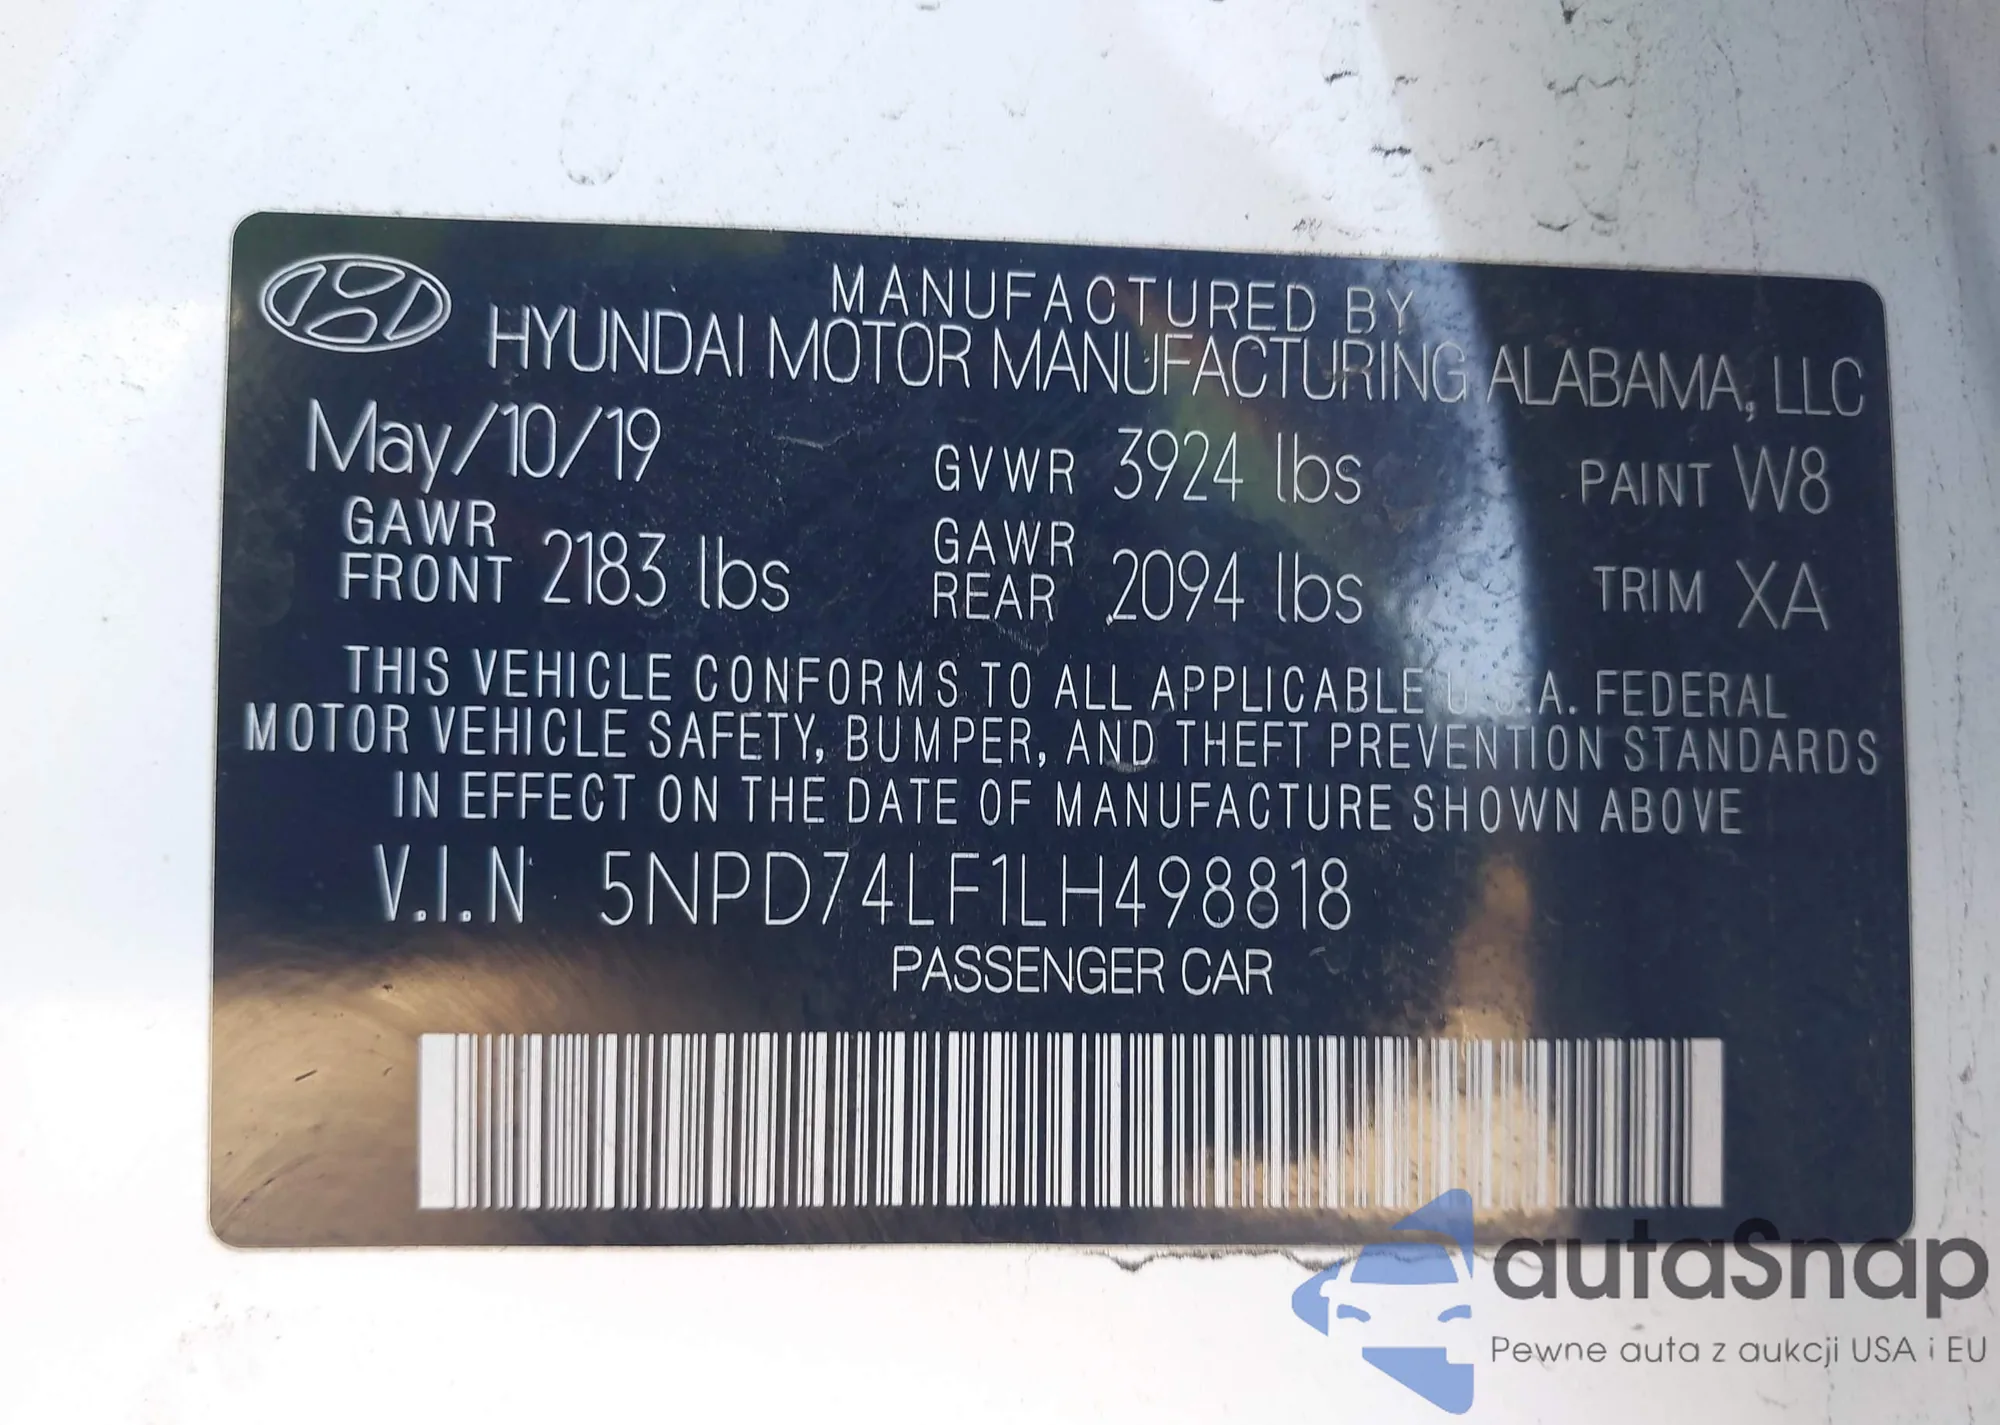 MANUFACTURED BY
HYUNDAI MOTOR MANUFACTURING ALABAMA, LLC
May/10/19 GVWR 3924 lbs PAINT W8
GAWR FRONT 2183 lbs GAWR REAR 2094 lbs TRIM XA
THIS VEHICLE CONFORMS TO ALL APPLICABLE U.S.A. FEDERAL
MOTOR VEHICLE SAFETY, BUMPER, AND THEFT PREVENTION STANDARDS
IN EFFECT ON THE DATE OF MANUFACTURE SHOWN ABOVE
V.I.N 5NPD74LF1LH498818
PASSENGER CAR
autaSnap
Pewne auta z aukcji USA i EU